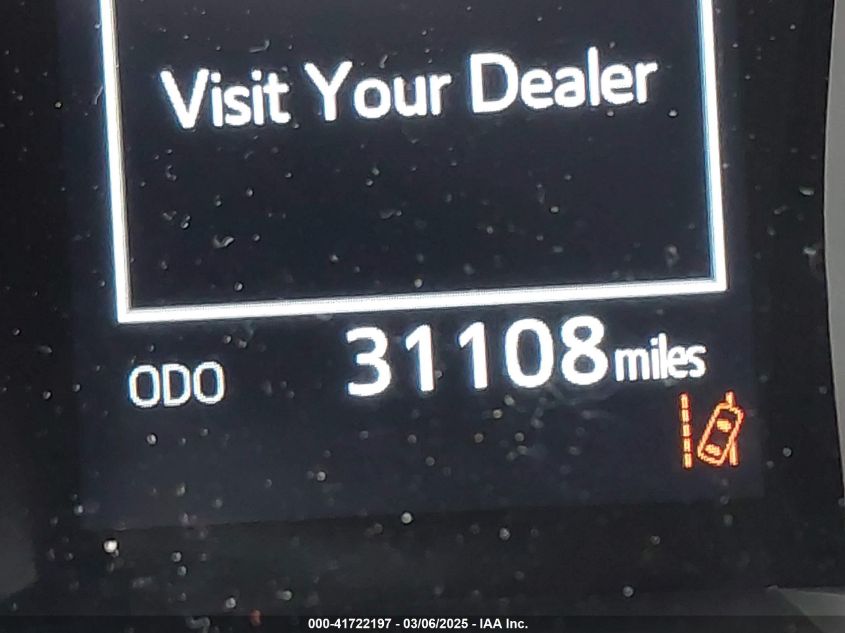 Visit Your Dealer
ODO 31108 miles
000-41722197 - 03/06/2025 - IAA Inc.